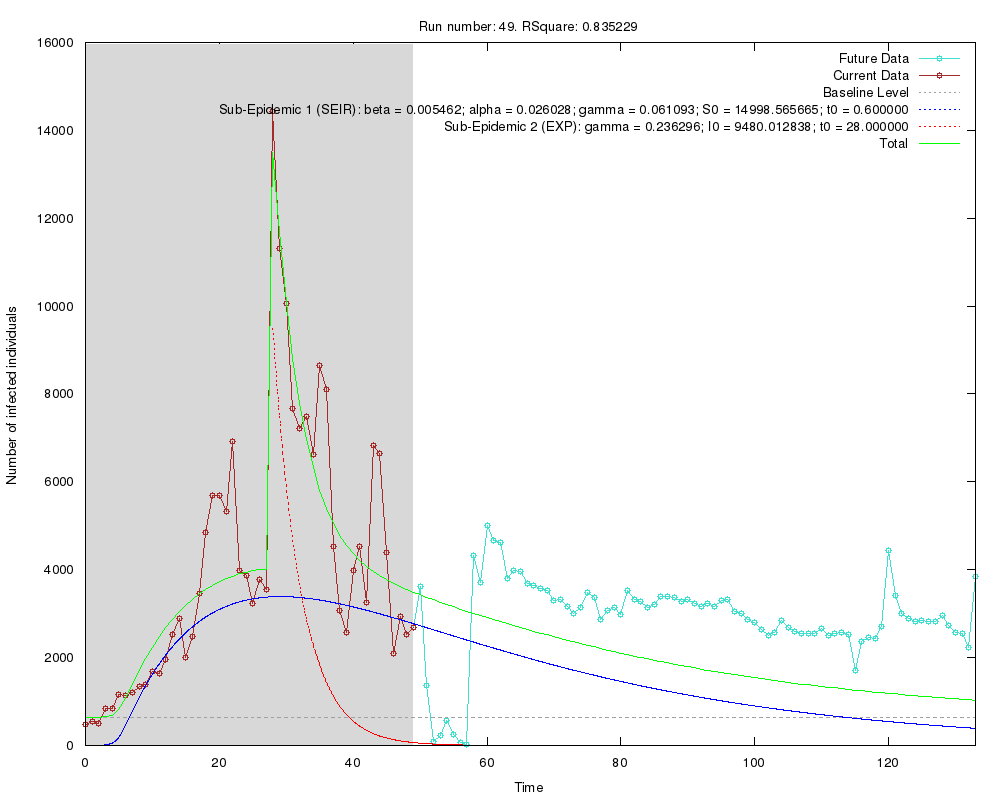 Run number: 49. RSquare: 0.835229
16000
14000
12000
10000
8000
6000
4000
2000
0
Number of infected individuals
Future Data
Current Data
Baseline Level
Sub-Epidemic 1 (SEIR): beta = 0.005462; alpha = 0.026028; gamma = 0.061093; S0 = 14998.565665; t0 = 0.600000
Sub-Epidemic 2 (EXP): gamma = 0.236296; I0 = 9480.012838; t0 = 28.000000
Total
0 20 40 60 80 100 120
Time